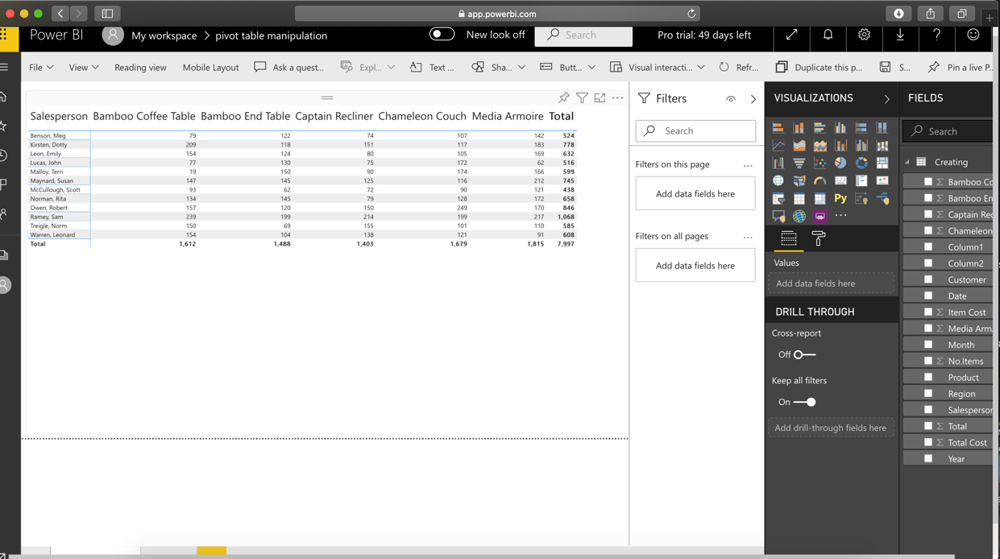 app.powerbi.com
Power BI My workspace > pivot table manipulation New look off Search Pro trial: 49 days left
File View Reading view Mobile Layout Ask a quest... Expl... Text ... Sha... Butt... Visual interacti... Refr... Duplicate this p... S... Pin a live P...
Salesperson Bamboo Coffee Table Bamboo End Table Captain Recliner Chameleon Couch Media Armoire Total
Benson, Meg 79 122 74 107 142 524
Kirsten, Dotty 209 118 151 117 183 778
Leon, Emily 154 124 80 105 169 632
Lucas, John 77 130 75 172 62 516
Malloy, Terri 19 150 90 174 166 599
Maynard, Susan 147 145 125 116 212 745
McCullough, Scott 93 62 72 90 121 438
Norman, Rita 134 145 79 128 172 658
Owen, Robert 157 120 150 249 170 846
Ramey, Sam 239 199 214 199 217 1,068
Treigle, Norm 150 69 155 101 110 585
Warren, Leonard 154 104 138 121 91 608
Total 1,612 1,488 1,403 1,679 1,815 7,997
Filters
Search
Filters on this page ...
Add data fields here
Filters on all pages ...
Add data fields here
VISUALIZATIONS
123
R
Py
...
Values
Add data fields here
DRILL THROUGH
Cross-report
Off
Keep all filters
On
Add drill-through fields here
FIELDS
Search
Creating
Σ Bamboo Co
Σ Bamboo En
Σ Captain Rec
Σ Chameleon
Column1
Column2
Customer
Date
Σ Item Cost
Σ Media Arm
Month
Σ No.Items
Product
Region
Salesperson
Σ Total
Σ Total Cost
Year